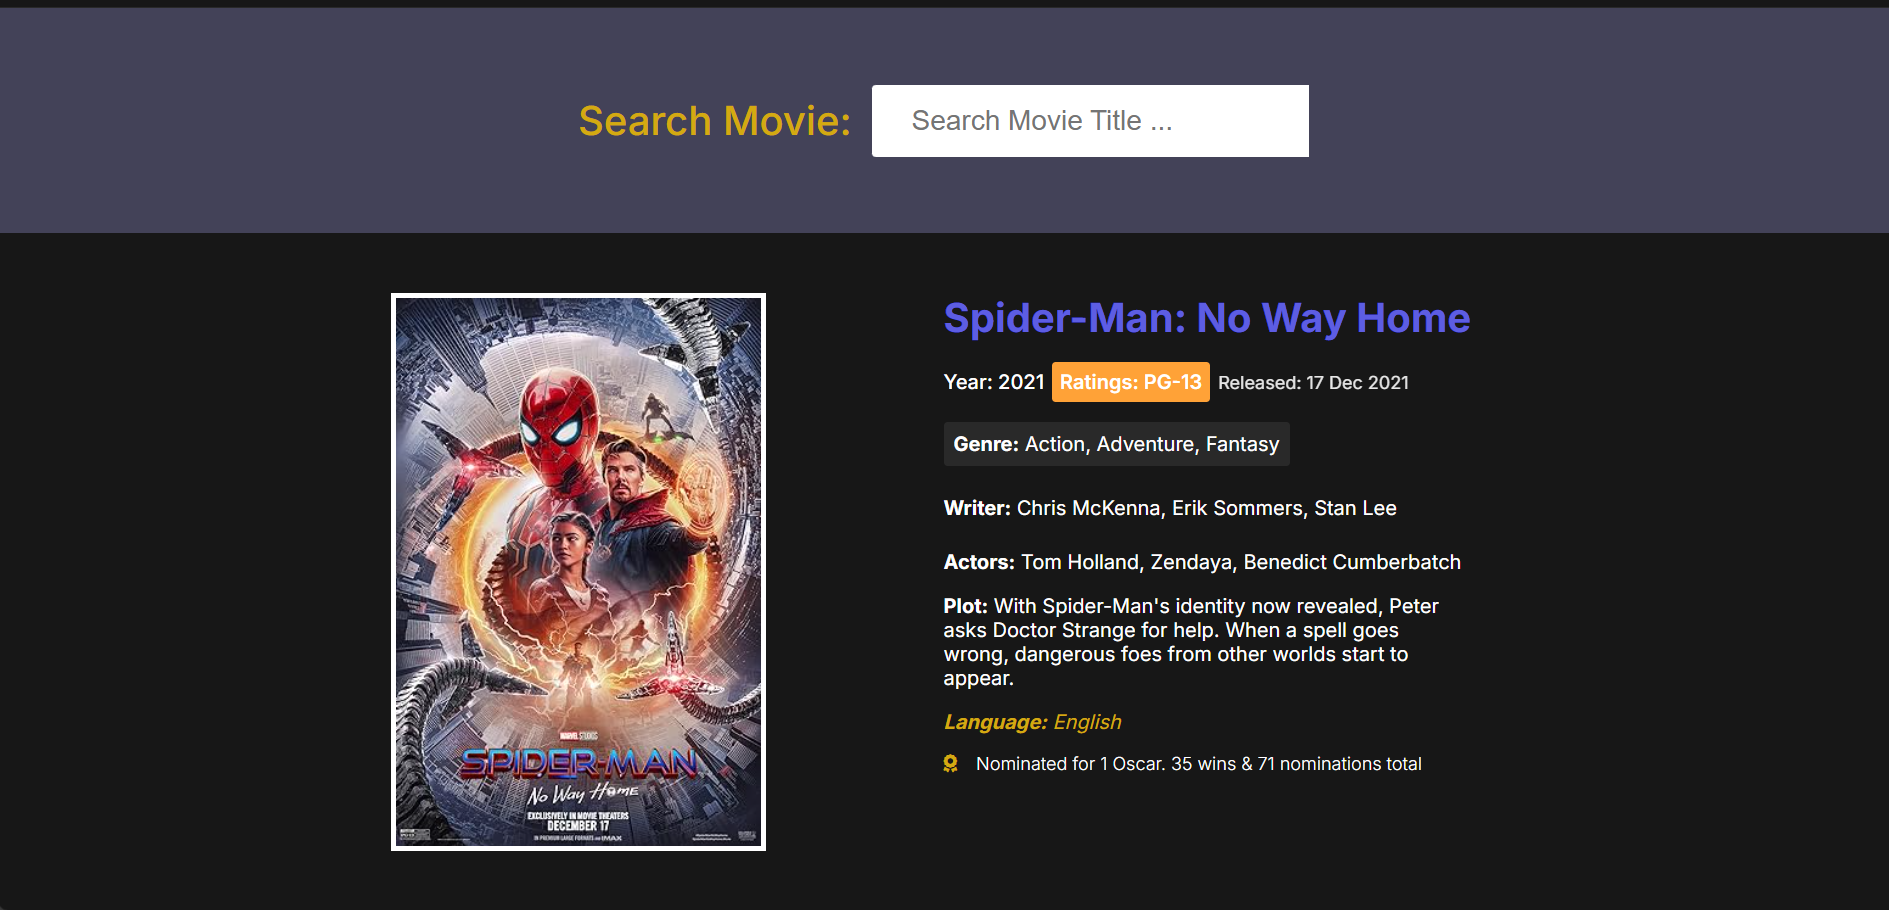 Search Movie:
Search Movie Title ...
Spider-Man: No Way Home
Year: 2021 Ratings: PG-13 Released: 17 Dec 2021
Genre: Action, Adventure, Fantasy
Writer: Chris McKenna, Erik Sommers, Stan Lee
Actors: Tom Holland, Zendaya, Benedict Cumberbatch
Plot: With Spider-Man's identity now revealed, Peter
asks Doctor Strange for help. When a spell goes
wrong, dangerous foes from other worlds start to
appear.
Language: English
Nominated for 1 Oscar. 35 wins & 71 nominations total
MARVEL STUDIOS
SPIDER-MAN
No Way Home
EXCLUSIVELY IN MOVIE THEATERS
DECEMBER 17
IN PREMIUM LARGE FORMATS and IMAX